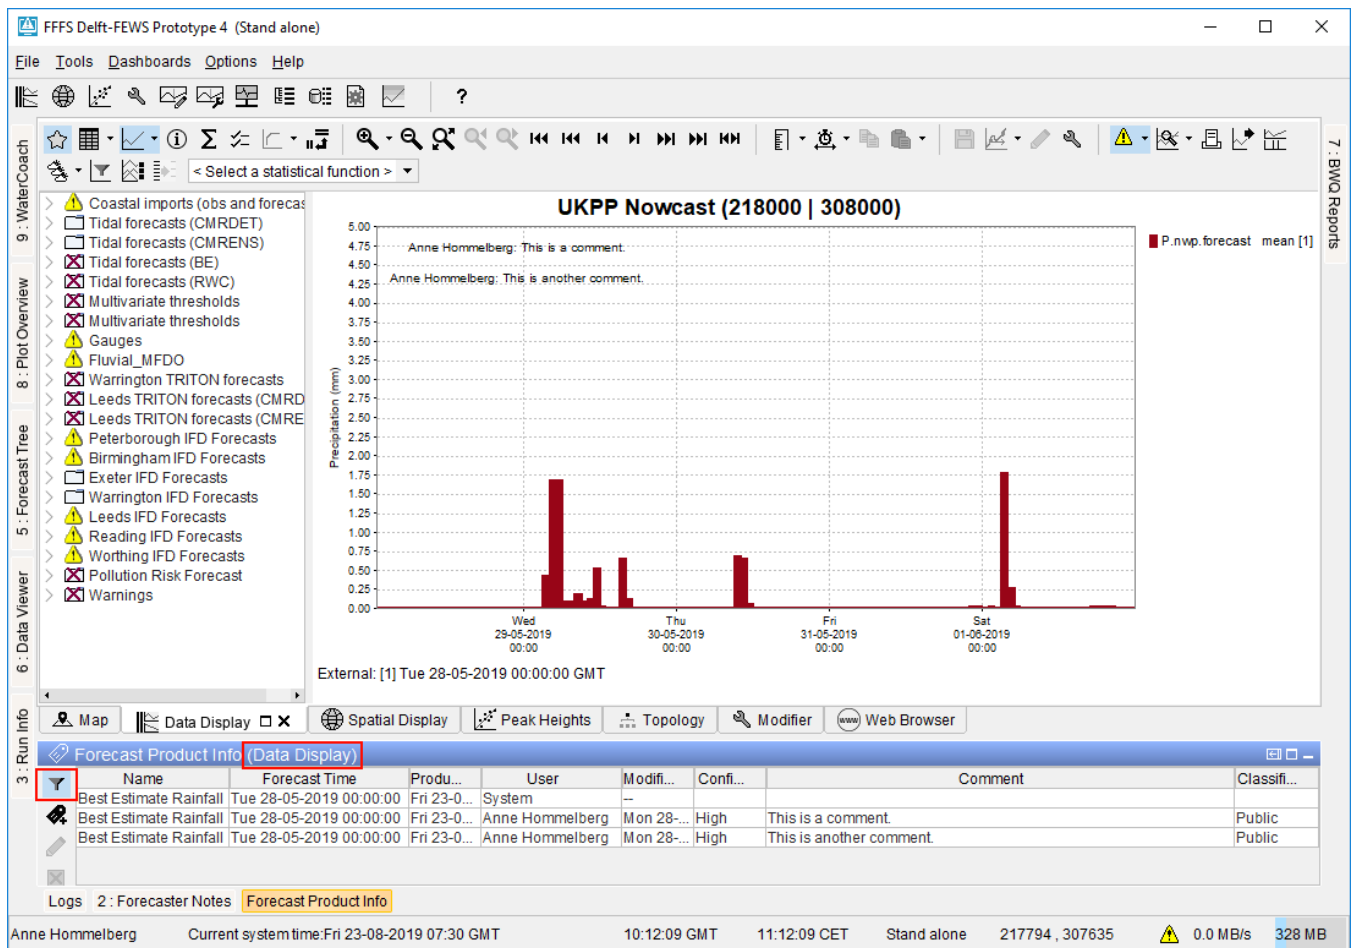 FFFS Delft-FEWS Prototype 4 (Stand alone)
File Tools Dashboards Options Help
?
< Select a statistical function >
9 : WaterCoach
8 : Plot Overview
5 : Forecast Tree
6 : Data Viewer
3 : Run Info
7 : BWQ Reports
Coastal imports (obs and forecas
Tidal forecasts (CMRDET)
Tidal forecasts (CMRENS)
Tidal forecasts (BE)
Tidal forecasts (RWC)
Multivariate thresholds
Multivariate thresholds
Gauges
Fluvial_MFDO
Warrington TRITON forecasts
Leeds TRITON forecasts (CMRD
Leeds TRITON forecasts (CMRE
Peterborough IFD Forecasts
Birmingham IFD Forecasts
Exeter IFD Forecasts
Warrington IFD Forecasts
Leeds IFD Forecasts
Reading IFD Forecasts
Worthing IFD Forecasts
Pollution Risk Forecast
Warnings
UKPP Nowcast (218000 | 308000)
P.nwp.forecast mean [1]
Anne Hommelberg: This is a comment.
Anne Hommelberg: This is another comment.
Precipitation (mm)
5.00
4.75
4.50
4.25
4.00
3.75
3.50
3.25
3.00
2.75
2.50
2.25
2.00
1.75
1.50
1.25
1.00
0.75
0.50
0.25
0.00
Wed Thu Fri Sat
29-05-2019 30-05-2019 31-05-2019 01-06-2019
00:00 00:00 00:00 00:00
External: [1] Tue 28-05-2019 00:00:00 GMT
Map Data Display Spatial Display Peak Heights Topology Modifier www Web Browser
Forecast Product Info (Data Display)
Name Forecast Time Produ... User Modifi... Confi... Comment Classifi...
Best Estimate Rainfall Tue 28-05-2019 00:00:00 Fri 23-0... System --
Best Estimate Rainfall Tue 28-05-2019 00:00:00 Fri 23-0... Anne Hommelberg Mon 28-... High This is a comment. Public
Best Estimate Rainfall Tue 28-05-2019 00:00:00 Fri 23-0... Anne Hommelberg Mon 28-... High This is another comment. Public
Logs 2 : Forecaster Notes Forecast Product Info
Anne Hommelberg Current system time:Fri 23-08-2019 07:30 GMT 10:12:09 GMT 11:12:09 CET Stand alone 217794 , 307635 0.0 MB/s 328 MB